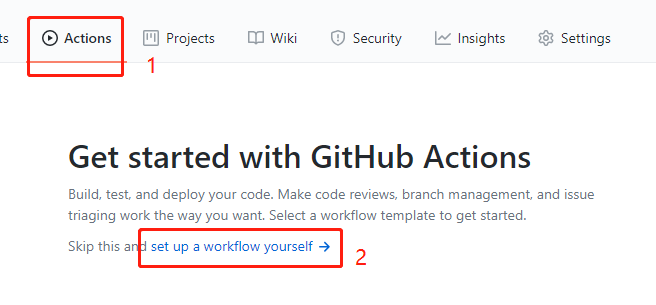 ts Actions Projects Wiki Security Insights Settings
1
Get started with GitHub Actions
Build, test, and deploy your code. Make code reviews, branch management, and issue
triaging work the way you want. Select a workflow template to get started.
Skip this and set up a workflow yourself →
2